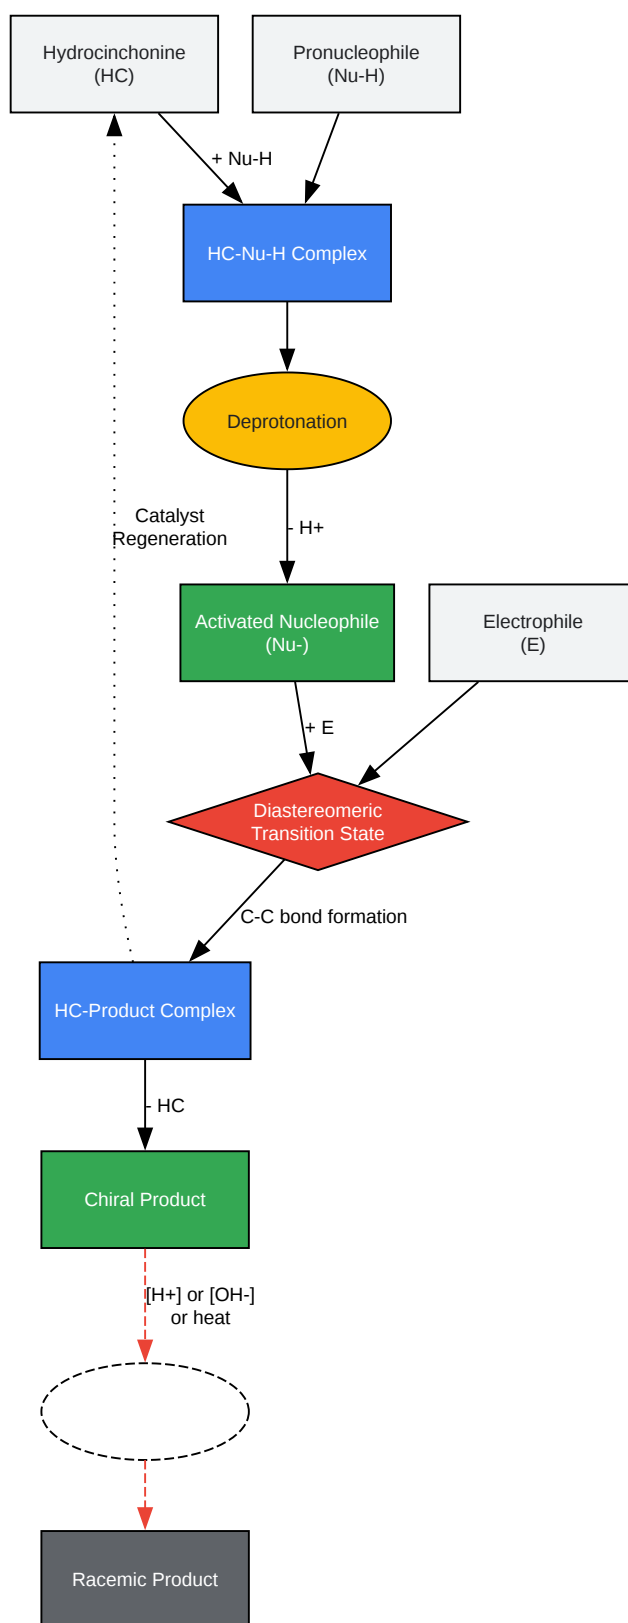 Hydrocinchonine
(HC)
Pronucleophile
(Nu-H)
+ Nu-H
HC-Nu-H Complex
Deprotonation
- H+
Catalyst
Regeneration
Activated Nucleophile
(Nu-)
Electrophile
(E)
+ E
Diastereomeric
Transition State
C-C bond formation
HC-Product Complex
- HC
Chiral Product
[H+] or [OH-]
or heat
Racemic Product